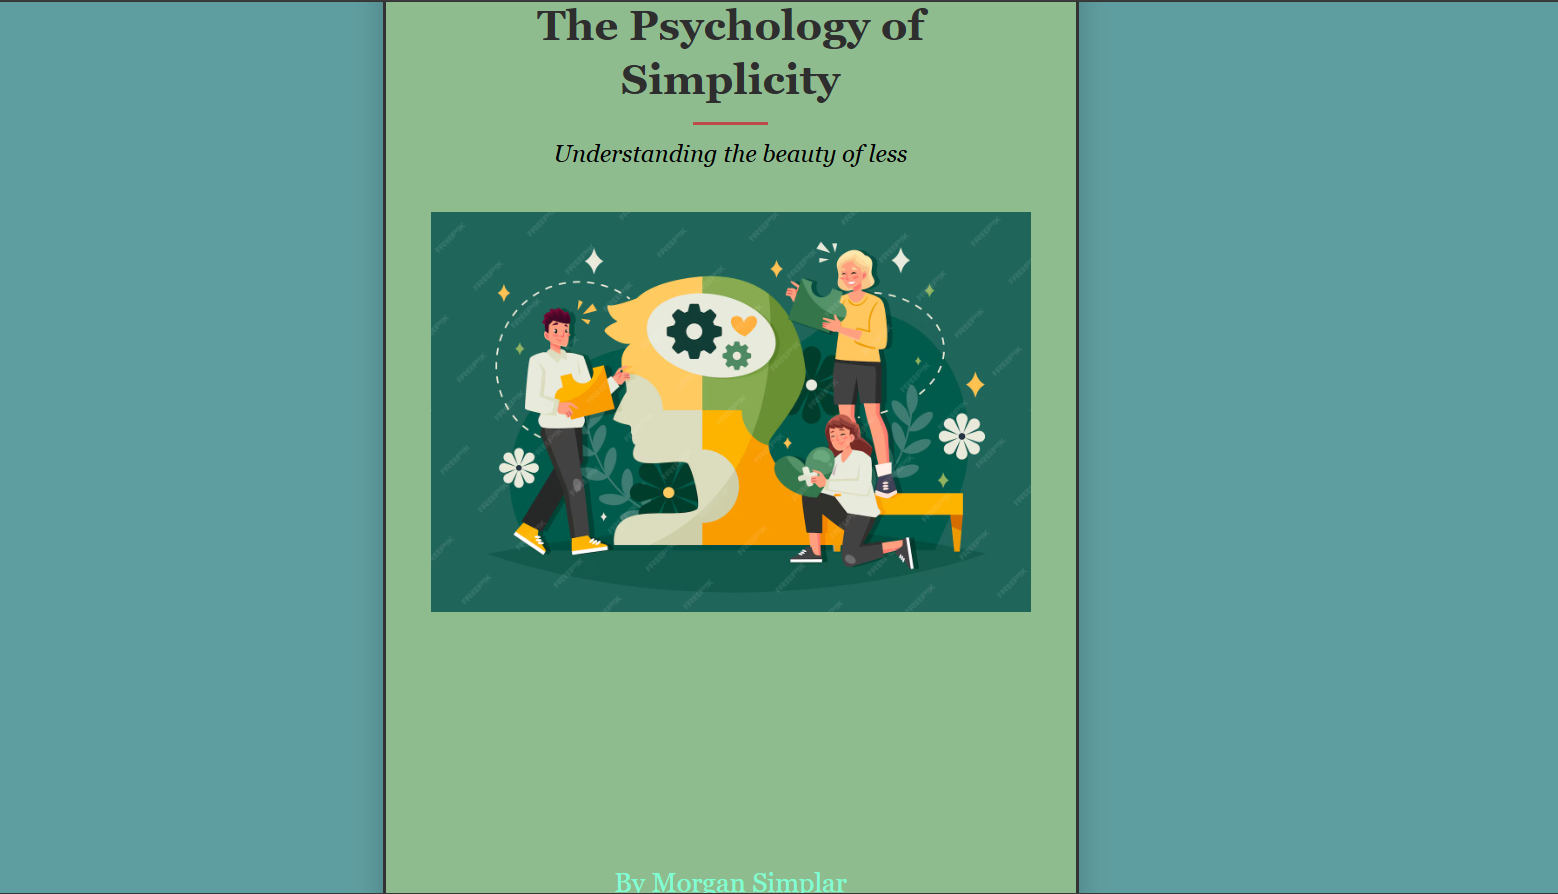 The Psychology of
Simplicity
Understanding the beauty of less
By Morgan Simplar